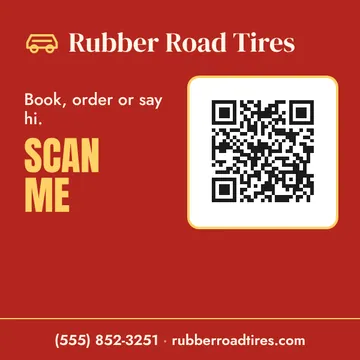 Rubber Road Tires
Book, order or say
hi.
SCAN
ME
(555) 852-3251 · rubberroadtires.com